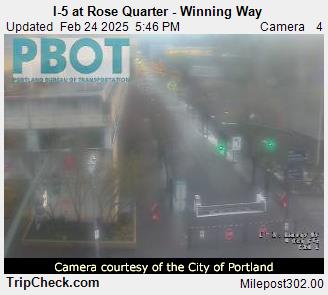 I-5 at Rose Quarter - Winning Way
Updated Feb 24 2025 5:46 PM Camera 4
PBOT
PORTLAND BUREAU OF TRANSPORTATION
Camera courtesy of the City of Portland
TripCheck.com Milepost302.00